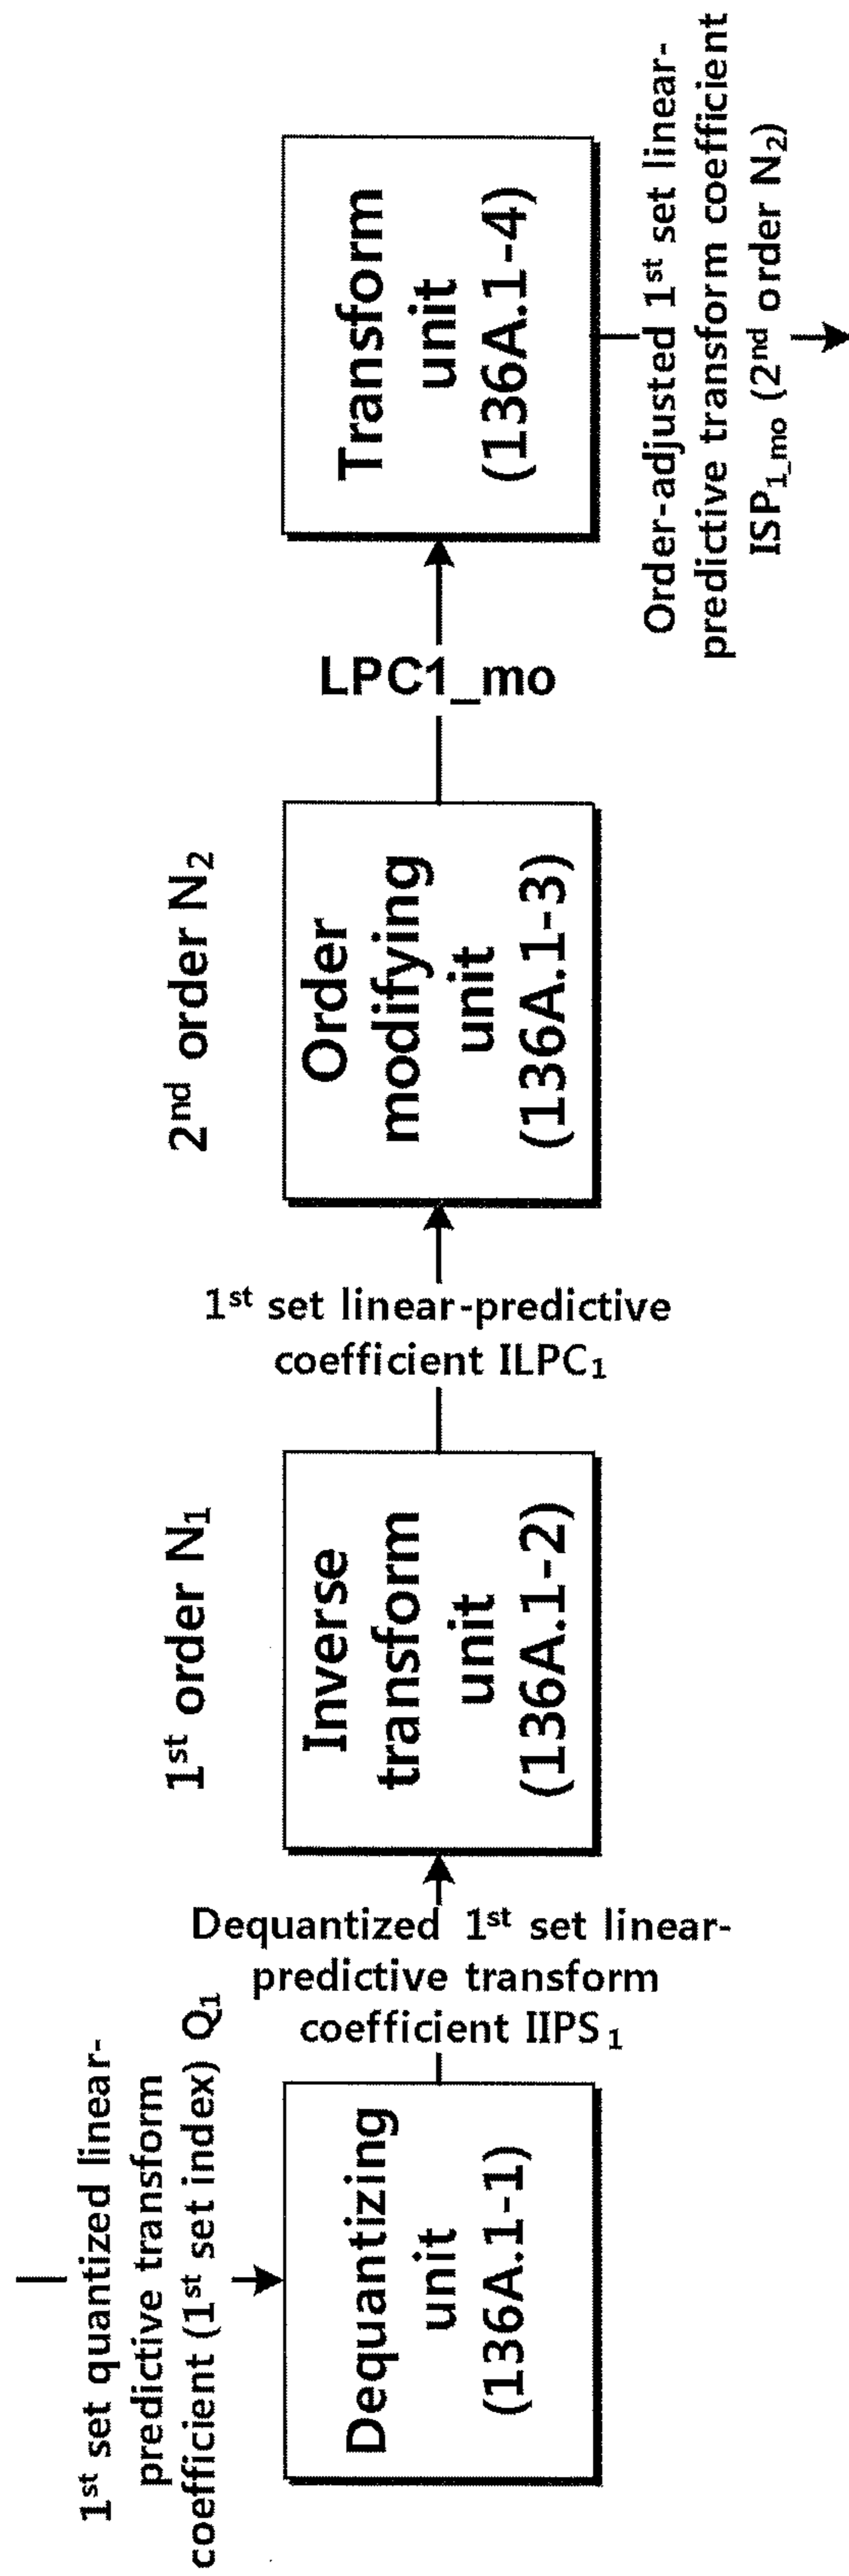 1st set quantized linear-
predictive transform
coefficient (1st set index) Q1
Dequantizing
unit
(136A.1-1)
Dequantized 1st set linear-
predictive transform
coefficient IIPS1
1st order N1
Inverse
transform
unit
(136A.1-2)
1st set linear-predictive
coefficient ILPC1
2nd order N2
Order
modifying
unit
(136A.1-3)
LPC1_mo
Transform
unit
(136A.1-4)
Order-adjusted 1st set linear-
predictive transform coefficient
ISP1_mo (2nd order N2)